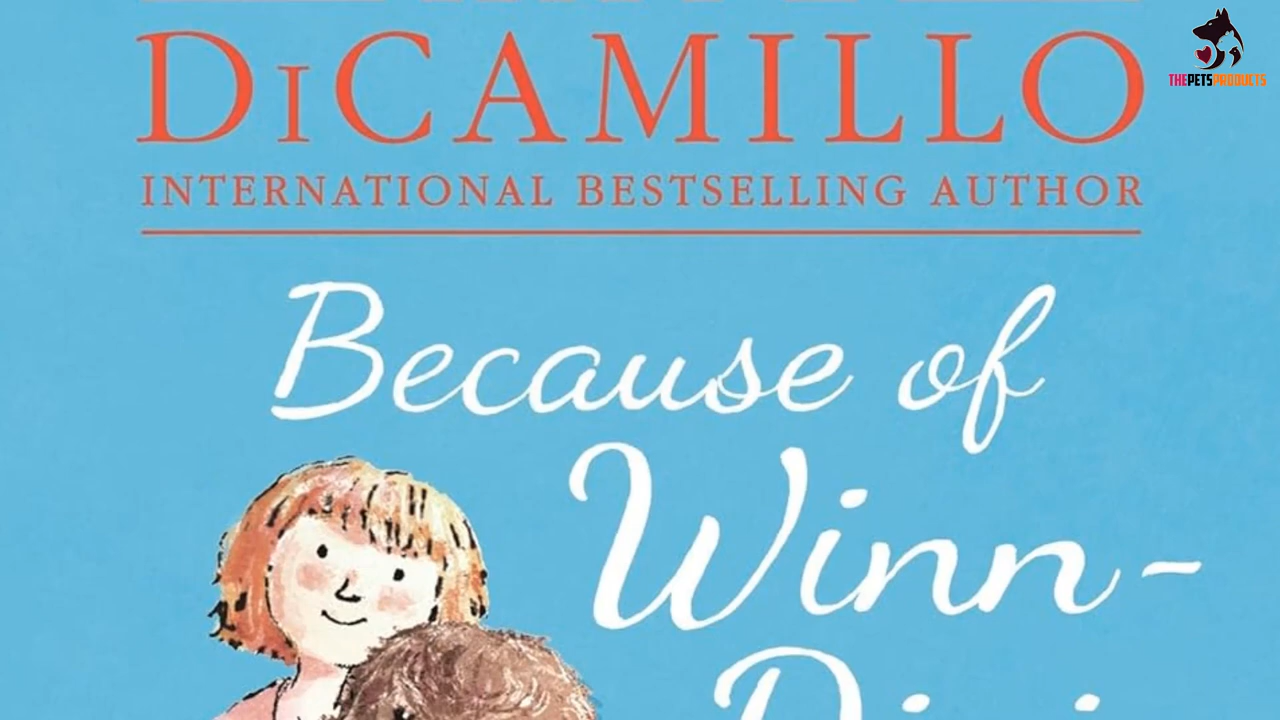 DiCAMILLO
THEPETSPRODUCTS
INTERNATIONAL BESTSELLING AUTHOR
Because of
Winn-